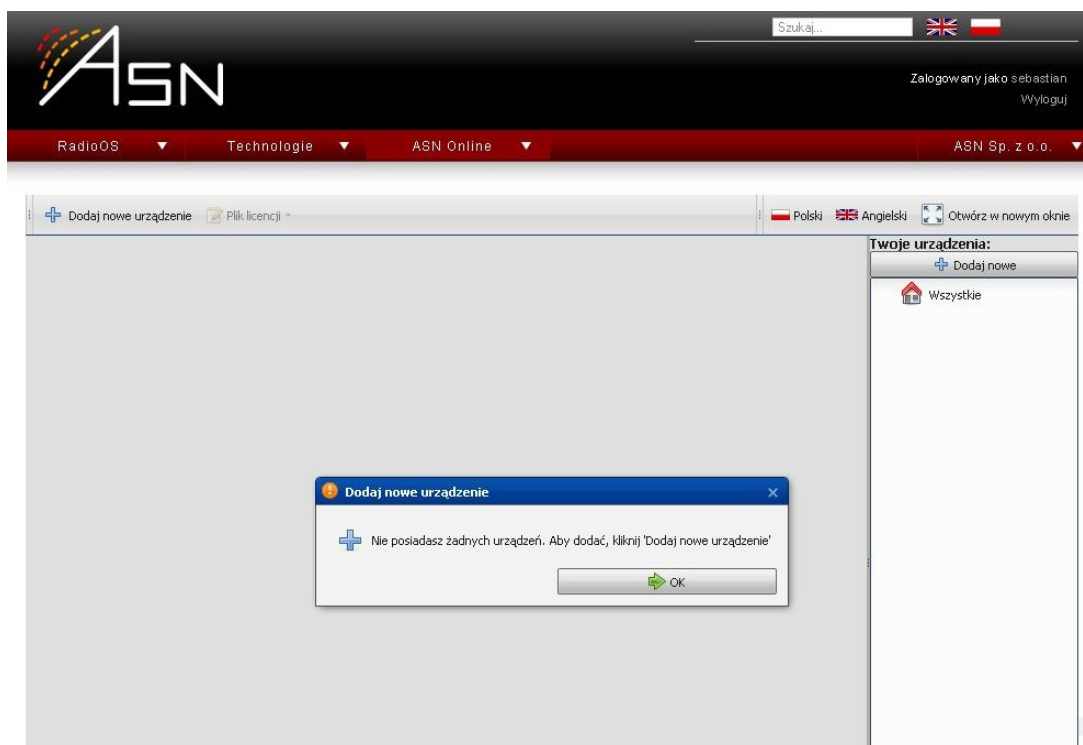 Szukaj...
ASN
Zalogowany jako sebastian
Wyloguj
RadioOS Technologie ASN Online ASN Sp. z o.o.
Dodaj nowe urządzenie Plik licencji Polski Angielski Otwórz w nowym oknie
Twoje urządzenia:
Dodaj nowe
Wszystkie
Dodaj nowe urządzenie
Nie posiadasz żadnych urządzeń. Aby dodać, kliknij 'Dodaj nowe urządzenie'
OK